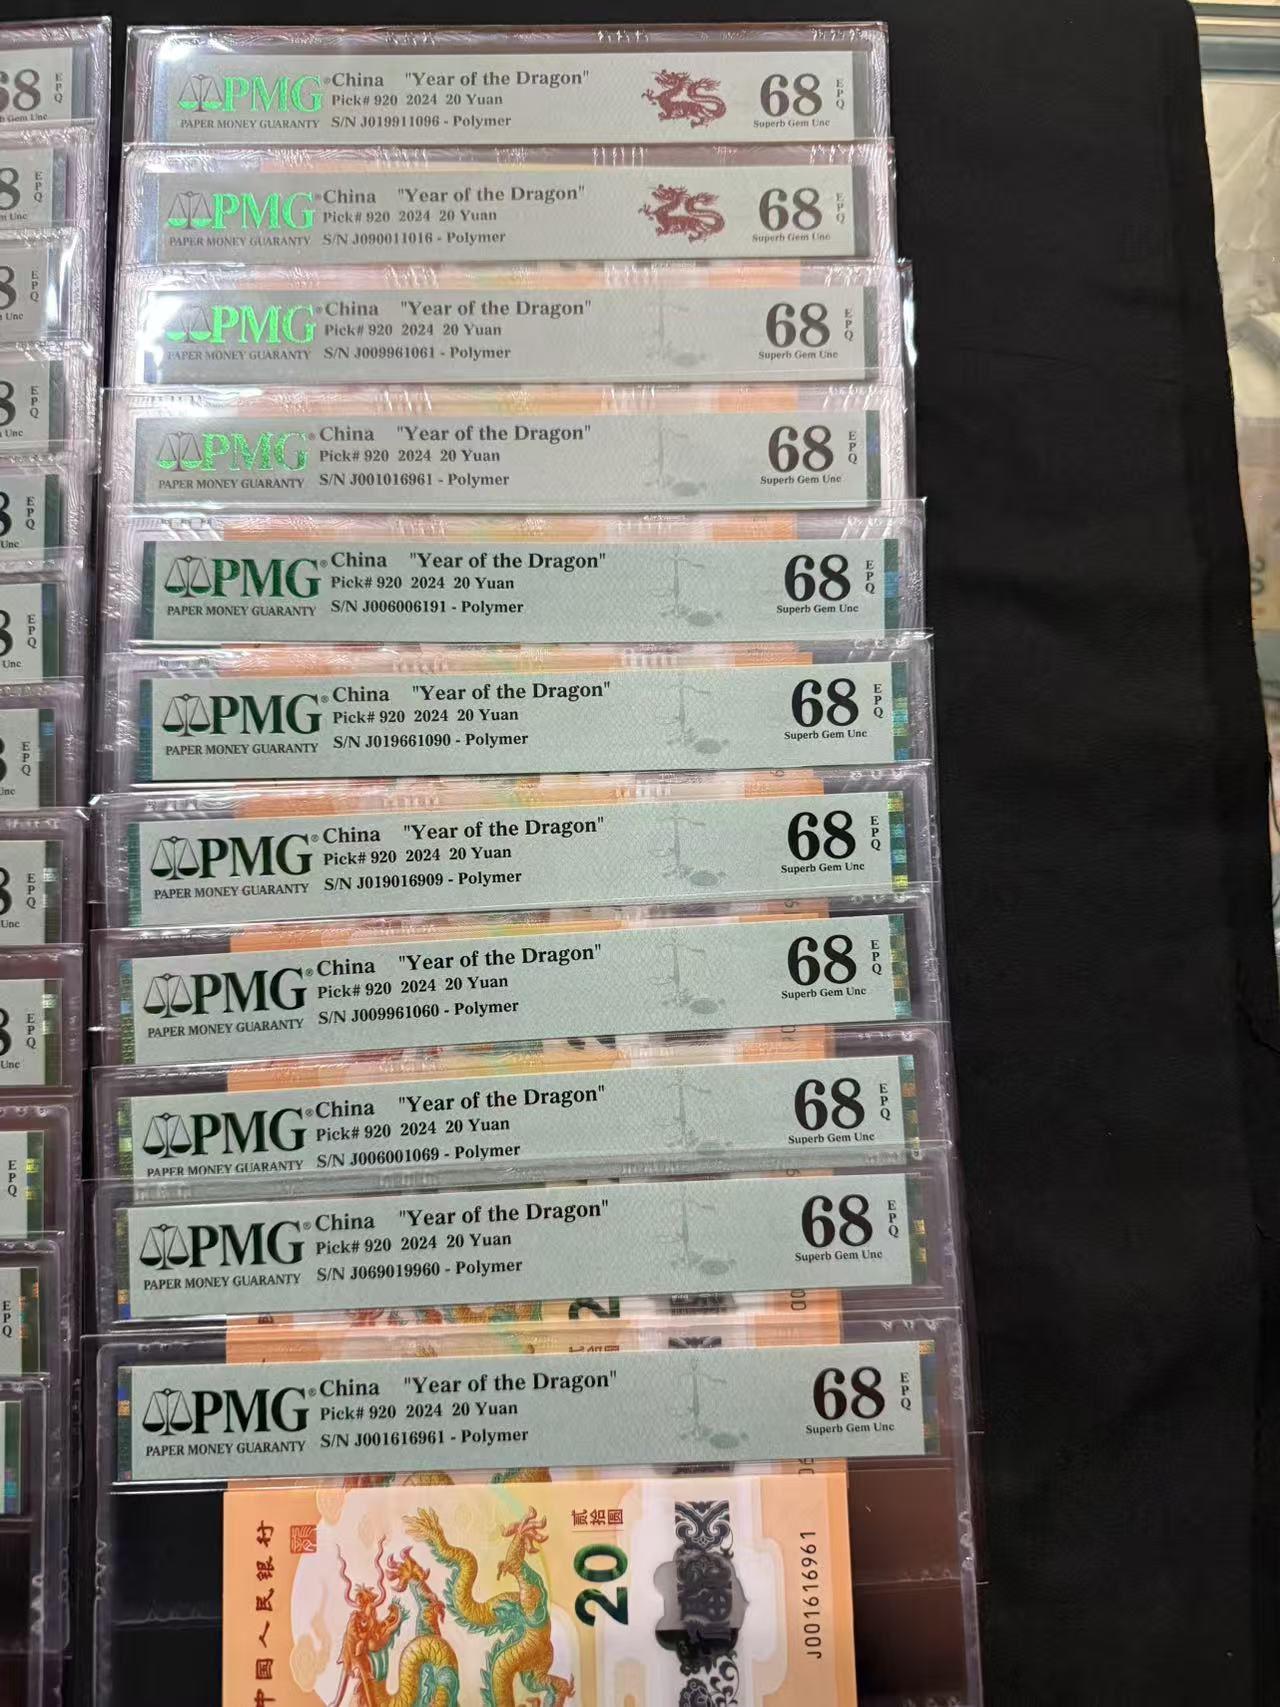 PMG® China "Year of the Dragon" 68 EPQ
Pick# 920 2024 20 Yuan
PAPER MONEY GUARANTY S/N J019911096 - Polymer Superb Gem Unc
PMG® China "Year of the Dragon" 68 EPQ
Pick# 920 2024 20 Yuan
PAPER MONEY GUARANTY S/N J090011016 - Polymer Superb Gem Unc
PMG® China "Year of the Dragon" 68 EPQ
Pick# 920 2024 20 Yuan
PAPER MONEY GUARANTY S/N J009961061 - Polymer Superb Gem Unc
PMG® China "Year of the Dragon" 68 EPQ
Pick# 920 2024 20 Yuan
PAPER MONEY GUARANTY S/N J001016961 - Polymer Superb Gem Unc
PMG® China "Year of the Dragon" 68 EPQ
Pick# 920 2024 20 Yuan
PAPER MONEY GUARANTY S/N J006006191 - Polymer Superb Gem Unc
PMG® China "Year of the Dragon" 68 EPQ
Pick# 920 2024 20 Yuan
PAPER MONEY GUARANTY S/N J019661090 - Polymer Superb Gem Unc
PMG® China "Year of the Dragon" 68 EPQ
Pick# 920 2024 20 Yuan
PAPER MONEY GUARANTY S/N J019016909 - Polymer Superb Gem Unc
PMG® China "Year of the Dragon" 68 EPQ
Pick# 920 2024 20 Yuan
PAPER MONEY GUARANTY S/N J009961060 - Polymer Superb Gem Unc
PMG® China "Year of the Dragon" 68 EPQ
Pick# 920 2024 20 Yuan
PAPER MONEY GUARANTY S/N J006001069 - Polymer Superb Gem Unc
PMG® China "Year of the Dragon" 68 EPQ
Pick# 920 2024 20 Yuan
PAPER MONEY GUARANTY S/N J069019960 - Polymer Superb Gem Unc
PMG® China "Year of the Dragon" 68 EPQ
Pick# 920 2024 20 Yuan
PAPER MONEY GUARANTY S/N J001616961 - Polymer Superb Gem Unc
中国人民银行
贰拾圆
20
J001616961